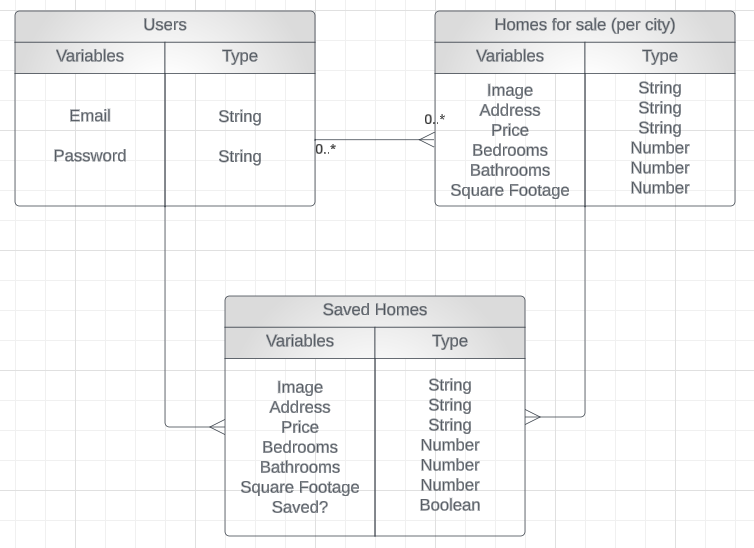 Users
Variables Type
Email String
Password String
0..*
0..*
Homes for sale (per city)
Variables Type
Image String
Address String
Price String
Bedrooms Number
Bathrooms Number
Square Footage Number
Saved Homes
Variables Type
Image String
Address String
Price String
Bedrooms Number
Bathrooms Number
Square Footage Number
Saved? Boolean